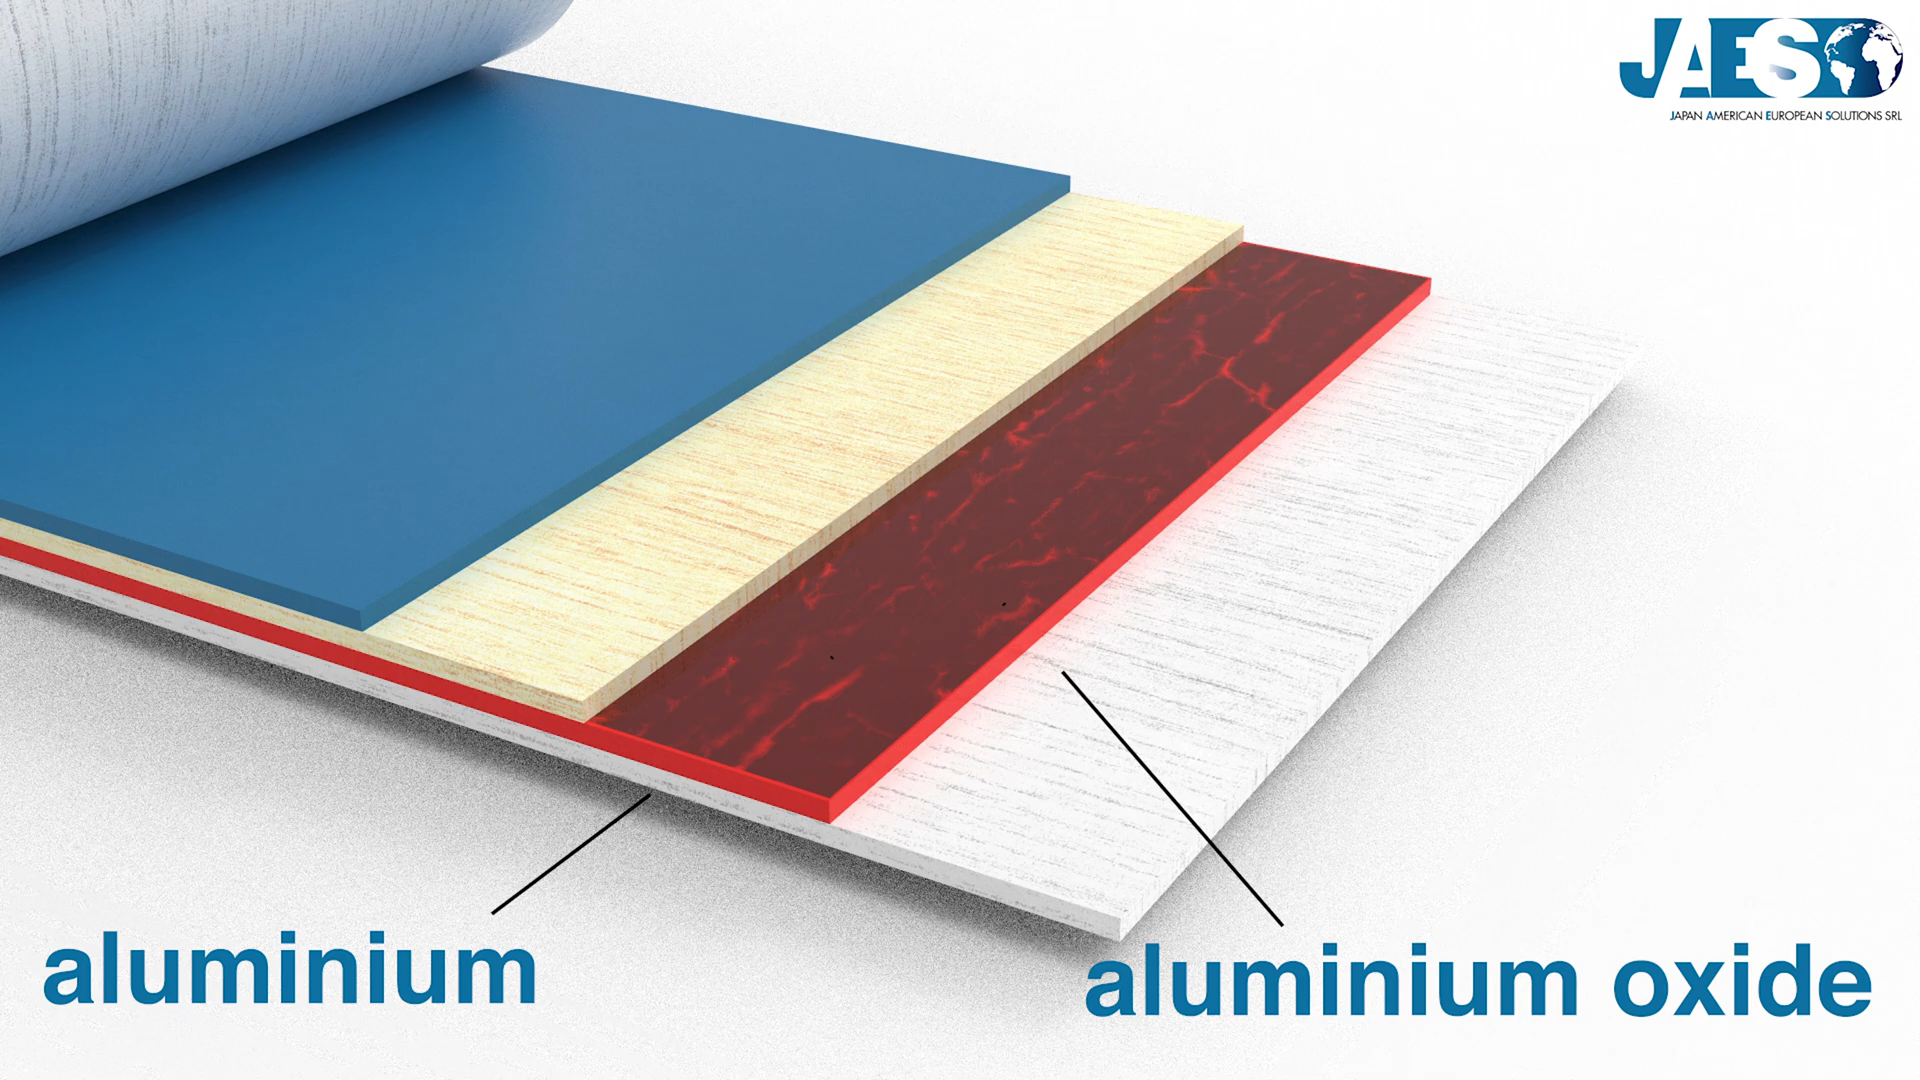 JAES
JAPAN AMERICAN EUROPEAN SOLUTIONS SRL
aluminium
aluminium oxide